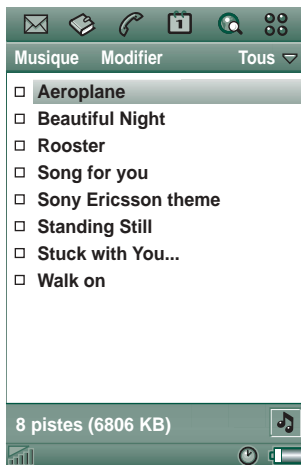 Musique Modifier Tous
Aeroplane
Beautiful Night
Rooster
Song for you
Sony Ericsson theme
Standing Still
Stuck with You...
Walk on
8 pistes (6806 KB)